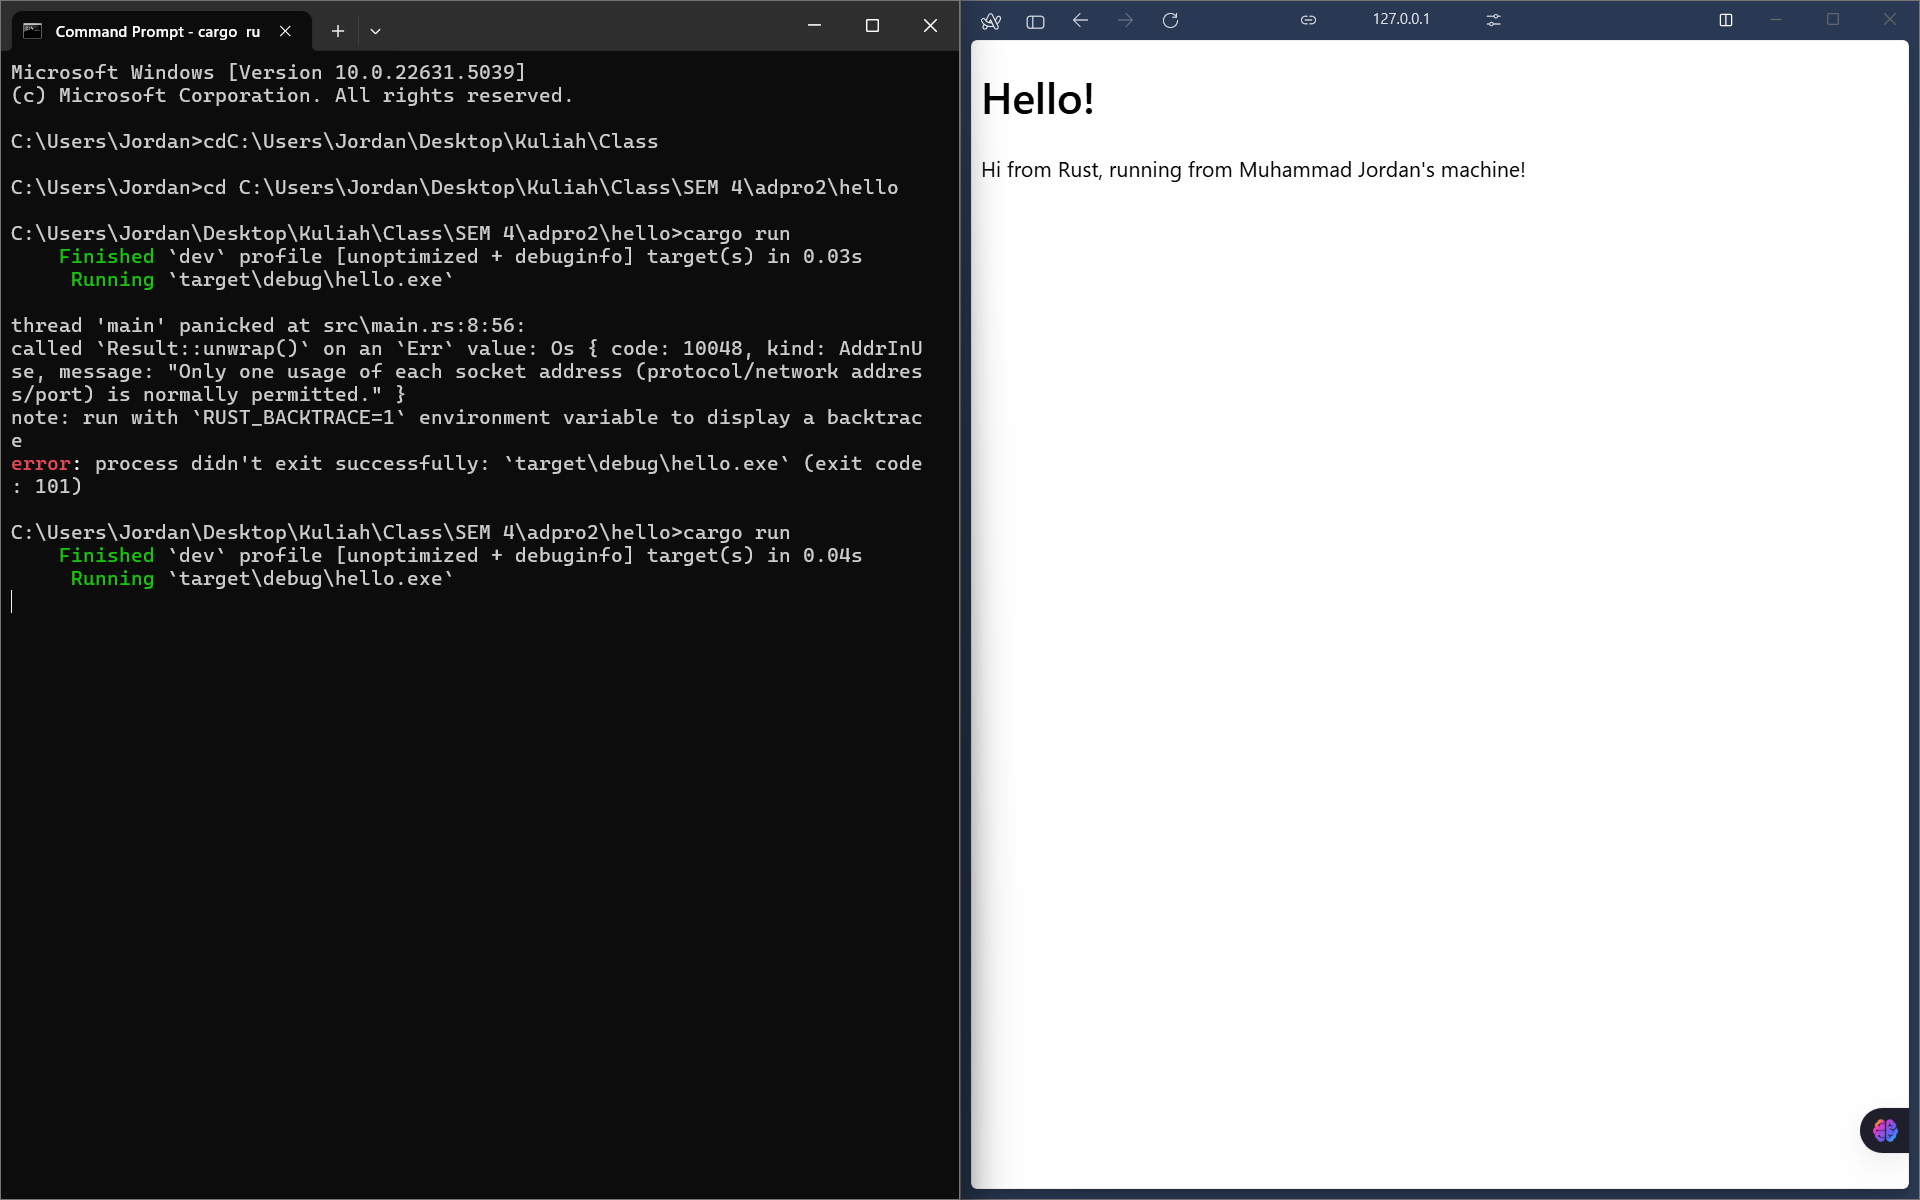 Command Prompt - cargo  ru
Microsoft Windows [Version 10.0.22631.5039]
(c) Microsoft Corporation. All rights reserved.
C:\Users\Jordan>cdC:\Users\Jordan\Desktop\Kuliah\Class
C:\Users\Jordan>cd C:\Users\Jordan\Desktop\Kuliah\Class\SEM 4\adpro2\hello
C:\Users\Jordan\Desktop\Kuliah\Class\SEM 4\adpro2\hello>cargo run
Finished `dev` profile [unoptimized + debuginfo] target(s) in 0.03s
Running `target\debug\hello.exe`
thread 'main' panicked at src\main.rs:8:56:
called `Result::unwrap()` on an `Err` value: Os { code: 10048, kind: AddrInU
se, message: "Only one usage of each socket address (protocol/network addres
s/port) is normally permitted." }
note: run with `RUST_BACKTRACE=1` environment variable to display a backtrac
e
error: process didn't exit successfully: `target\debug\hello.exe` (exit code
: 101)
C:\Users\Jordan\Desktop\Kuliah\Class\SEM 4\adpro2\hello>cargo run
Finished `dev` profile [unoptimized + debuginfo] target(s) in 0.04s
Running `target\debug\hello.exe`
127.0.0.1
Hello!
Hi from Rust, running from Muhammad Jordan's machine!